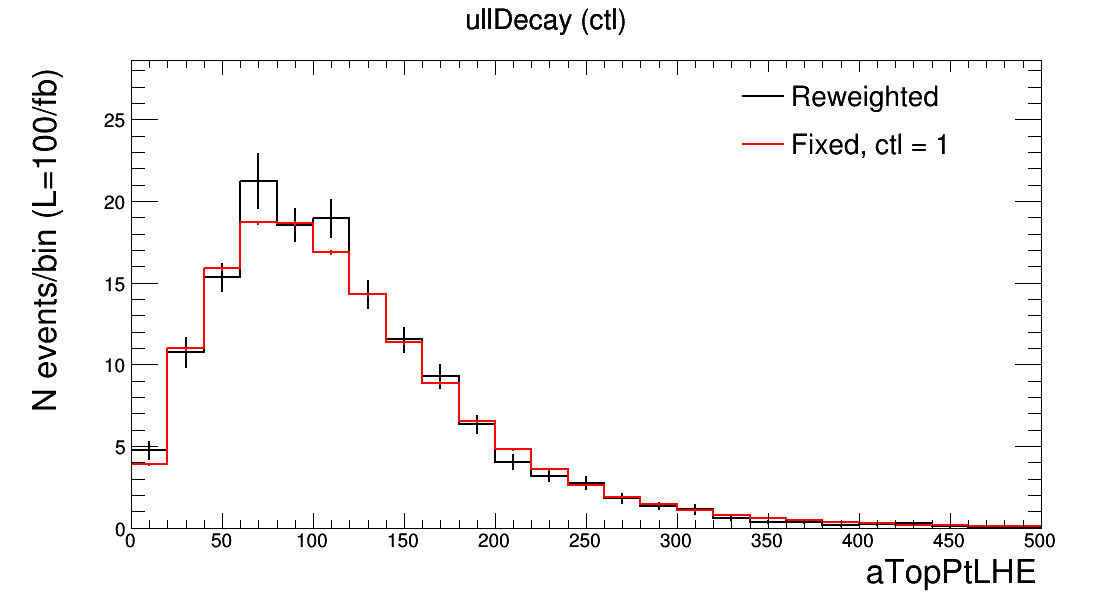 ullDecay (ctl)
N events/bin (L=100/fb)
Reweighted
Fixed, ctl = 1
25
20
15
10
5
0
0 50 100 150 200 250 300 350 400 450 500
aTopPtLHE